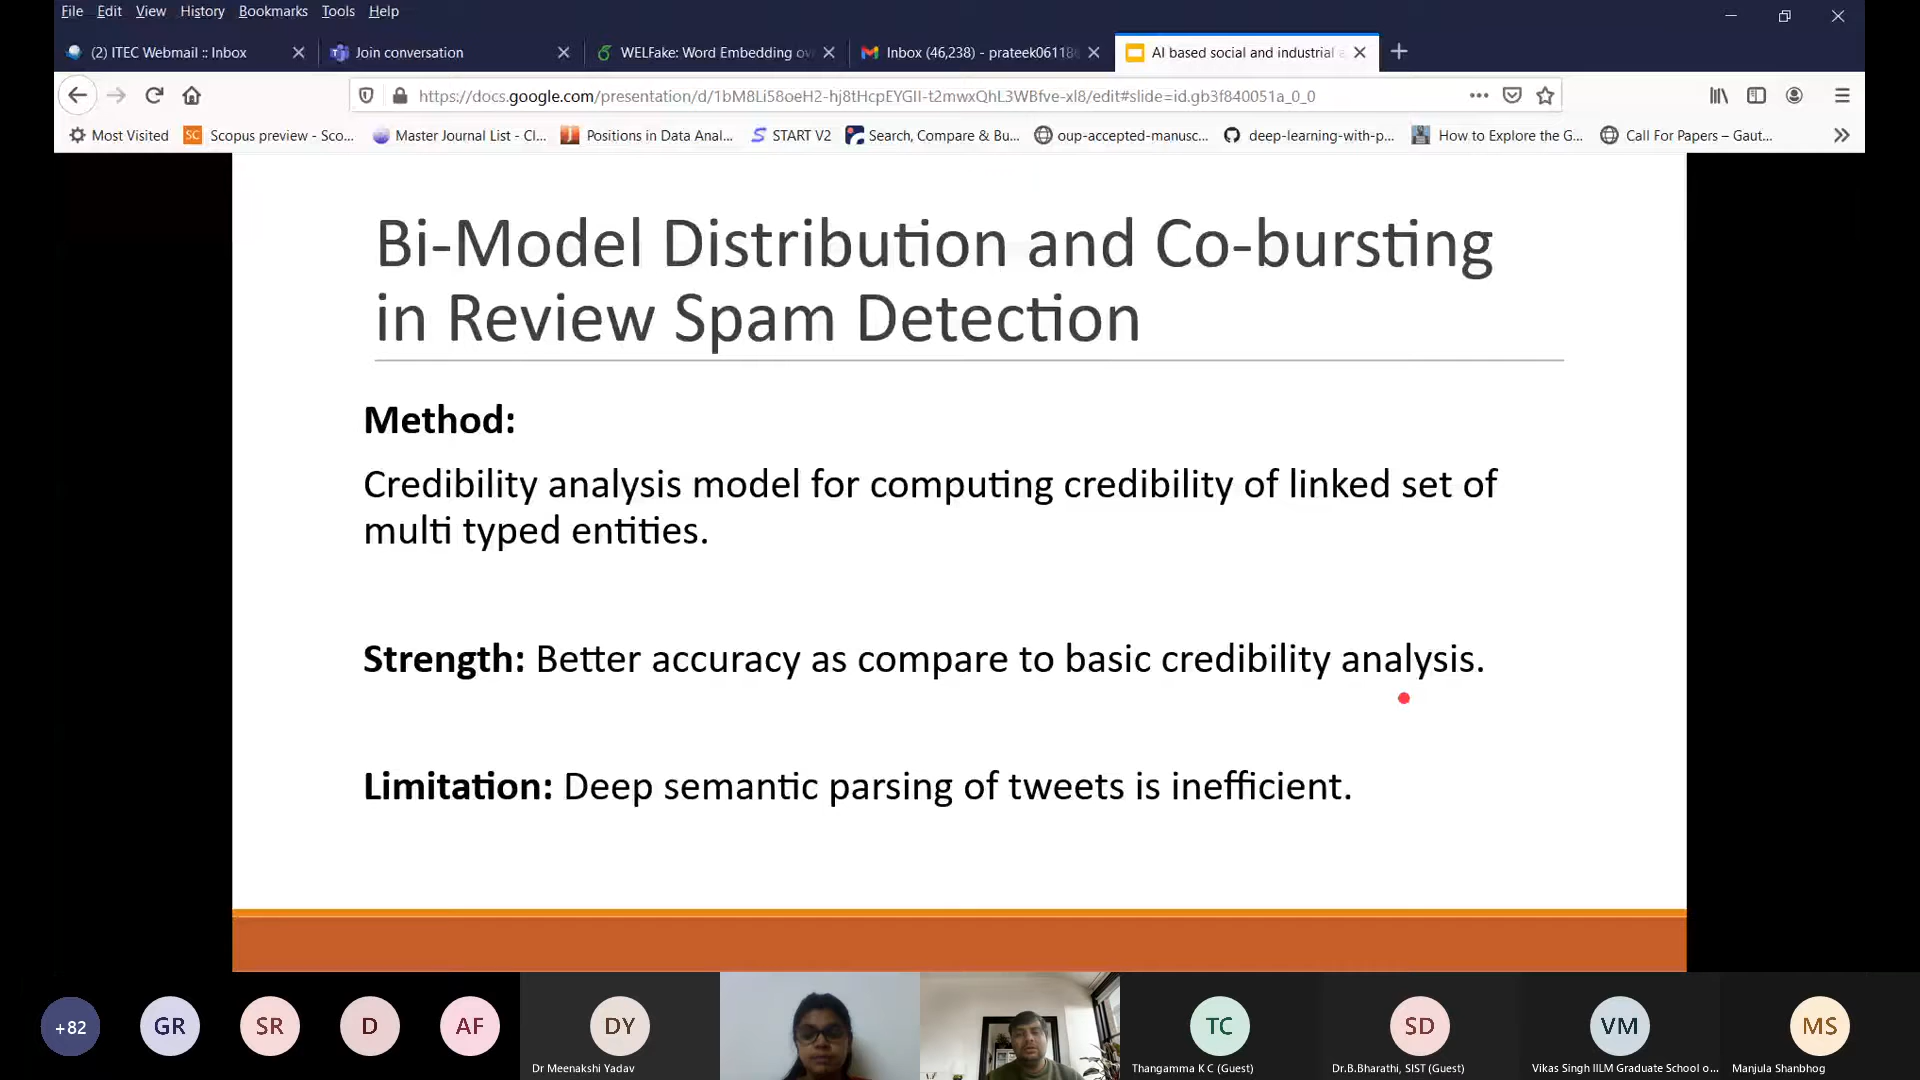 File Edit View History Bookmarks Tools Help
(2) ITEC Webmail :: Inbox
Join conversation
WELFake: Word Embedding ov
Inbox (46,238) - prateek06118
AI based social and industrial
https://docs.google.com/presentation/d/1bM8Li58oeH2-hj8tHcpEYGII-t2mwxQhL3WBfve-xl8/edit#slide=id.gb3f840051a_0_0
Most Visited
SC Scopus preview - Sco...
Master Journal List - Cl...
Positions in Data Anal...
START V2
Search, Compare & Bu...
oup-accepted-manusc...
deep-learning-with-p...
How to Explore the G...
Call For Papers – Gaut...
Bi-Model Distribution and Co-bursting
in Review Spam Detection
Method:
Credibility analysis model for computing credibility of linked set of
multi typed entities.
Strength: Better accuracy as compare to basic credibility analysis.
Limitation: Deep semantic parsing of tweets is inefficient.
+82
GR
SR
D
AF
DY
Dr Meenakshi Yadav
TC
Thangamma K C (Guest)
SD
Dr.B.Bharathi, SIST (Guest)
VM
Vikas Singh IILM Graduate School o...
MS
Manjula Shanbhog